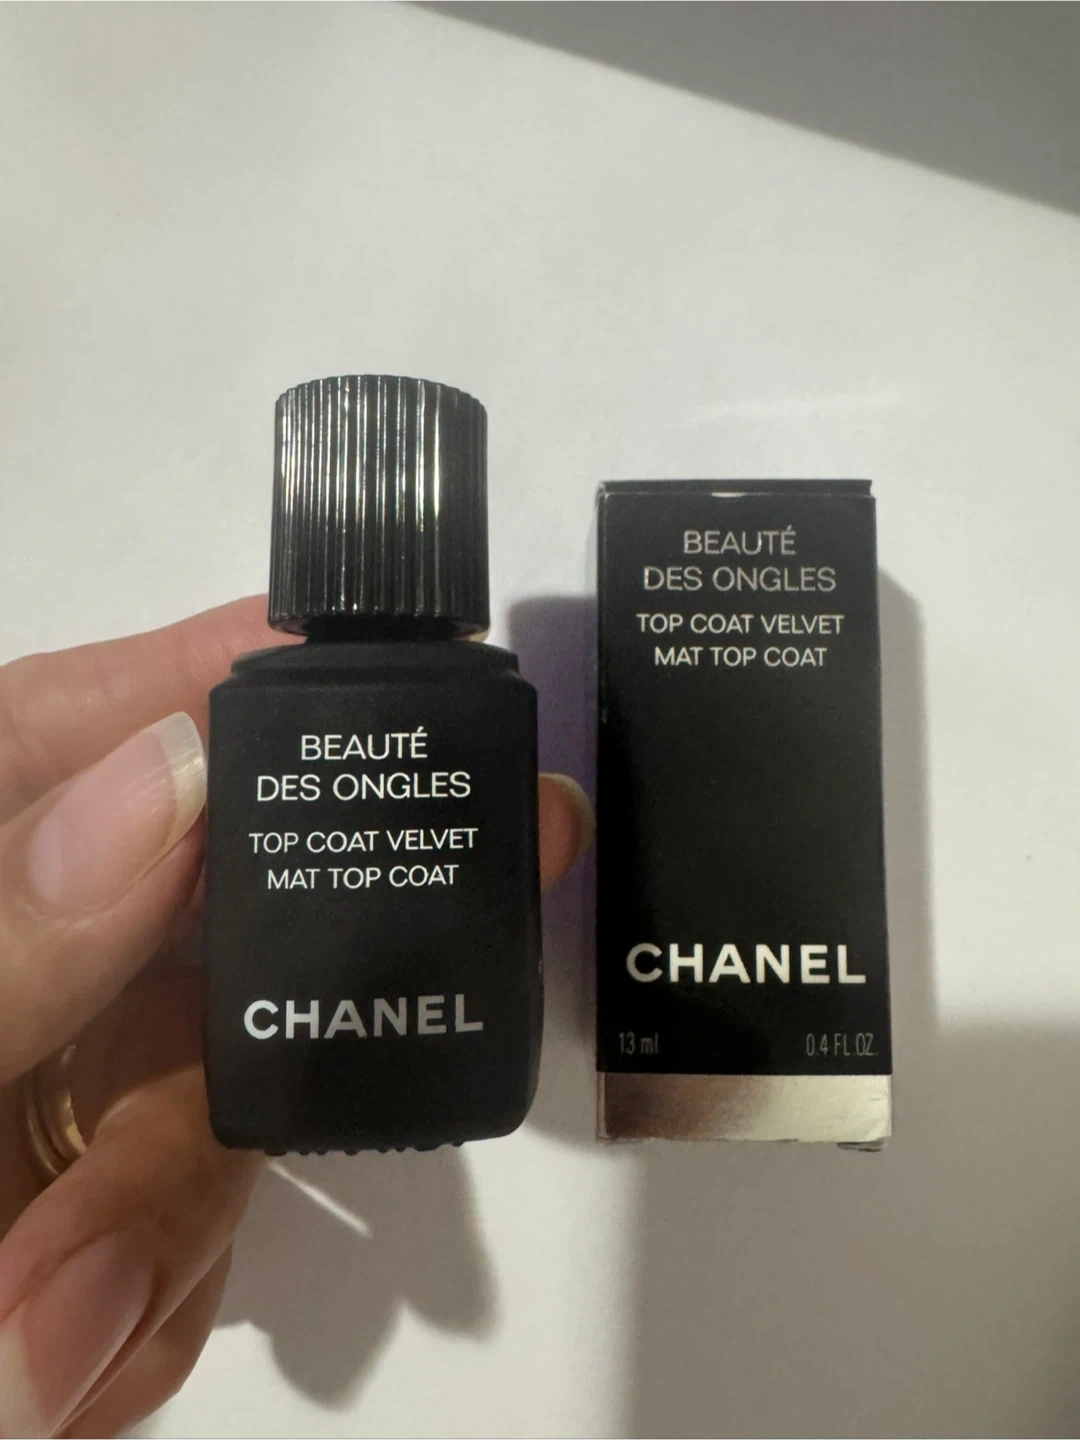 BEAUTÉ
DES ONGLES
TOP COAT VELVET
MAT TOP COAT
CHANEL
BEAUTÉ
DES ONGLES
TOP COAT VELVET
MAT TOP COAT
CHANEL
13 ml 0.4 FL.OZ.